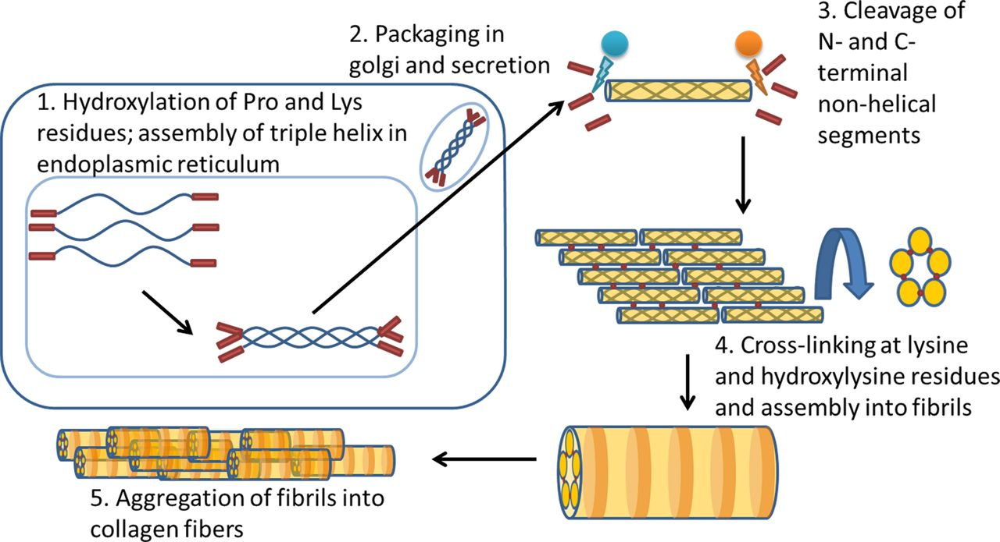 1. Hydroxylation of Pro and Lys
residues; assembly of triple helix in
endoplasmic reticulum
2. Packaging in
golgi and secretion
3. Cleavage of
N- and C-
terminal
non-helical
segments
4. Cross-linking at lysine
and hydroxylysine residues
and assembly into fibrils
5. Aggregation of fibrils into
collagen fibers